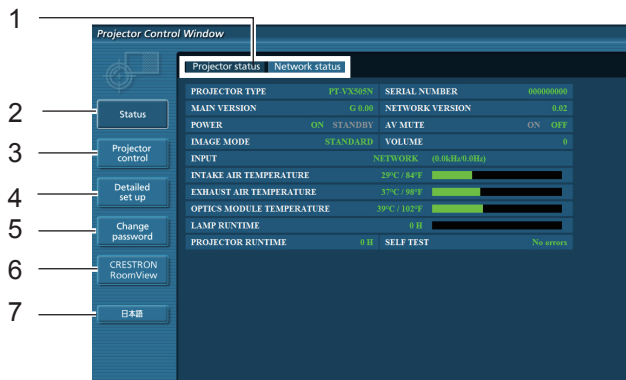 1
Projector Control Window
Projector status Network status
PROJECTOR TYPE PT-VX505N SERIAL NUMBER 000000000
2 Status
MAIN VERSION G 0.00 NETWORK VERSION 0.02
POWER ON STANDBY AV MUTE ON OFF
3 Projector control
IMAGE MODE STANDARD VOLUME 0
INPUT NETWORK (0.0kHz/0.0Hz)
INTAKE AIR TEMPERATURE 29°C / 84°F
4 Detailed set up
EXHAUST AIR TEMPERATURE 37°C / 98°F
OPTICS MODULE TEMPERATURE 39°C / 102°F
5 Change password
LAMP RUNTIME 0 H
PROJECTOR RUNTIME 0 H SELF TEST No errors
6 CRESTRON RoomView
7 日本語